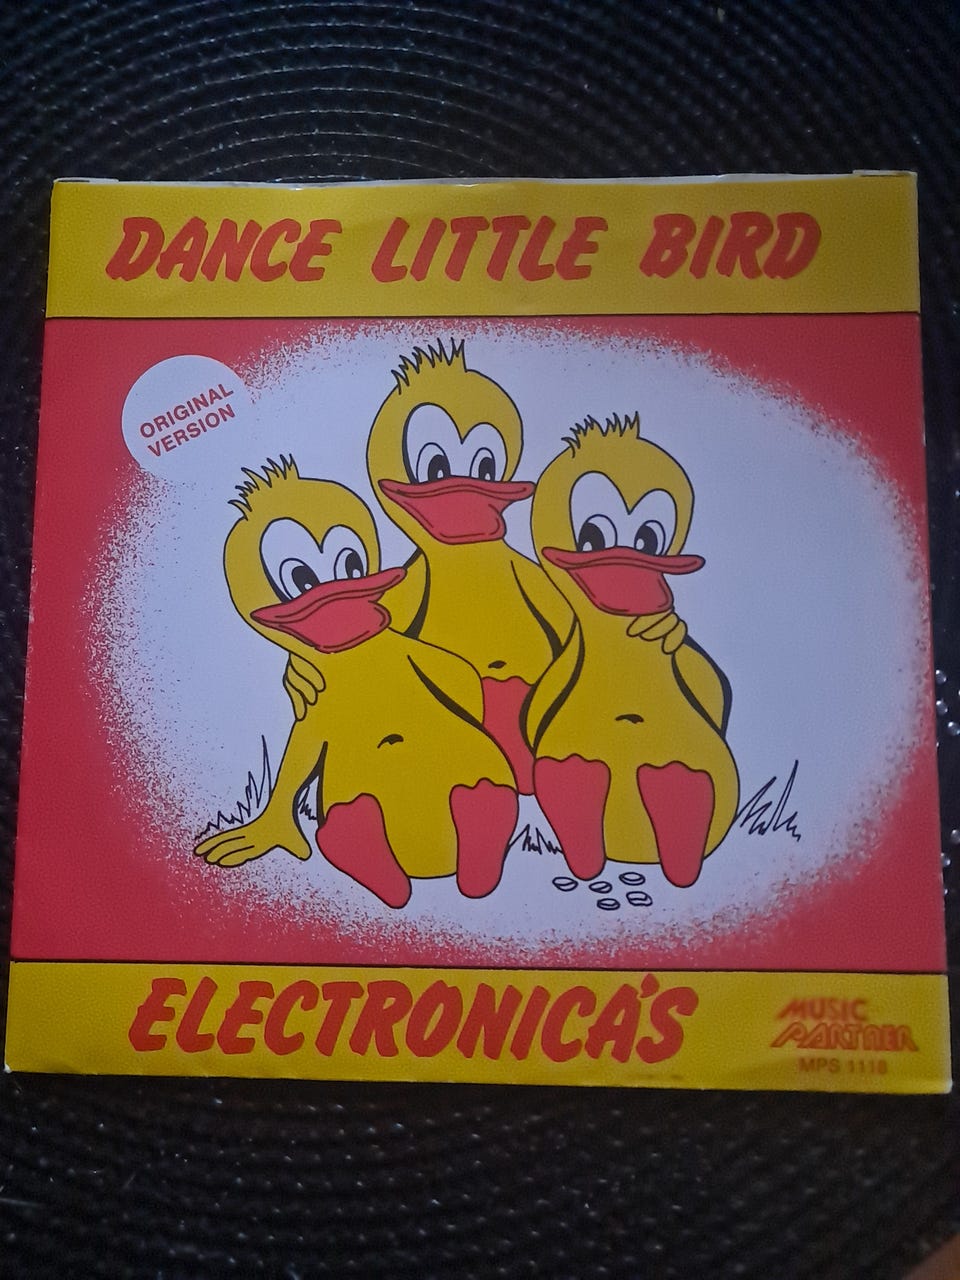 DANCE LITTLE BIRD
ORIGINAL
VERSION
ELECTRONICA'S
MUSIC
PARTNER
MPS 1118